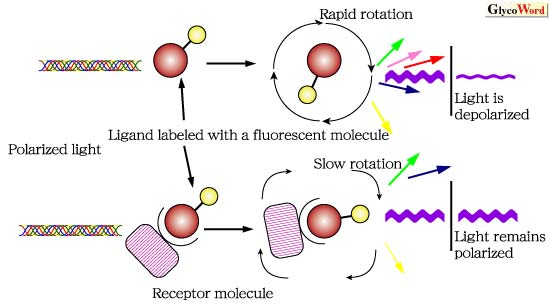 GlycoWord
Rapid rotation
Light is
depolarized
Ligand labeled with a fluorescent molecule
Polarized light
Slow rotation
Light remains
polarized
Receptor molecule